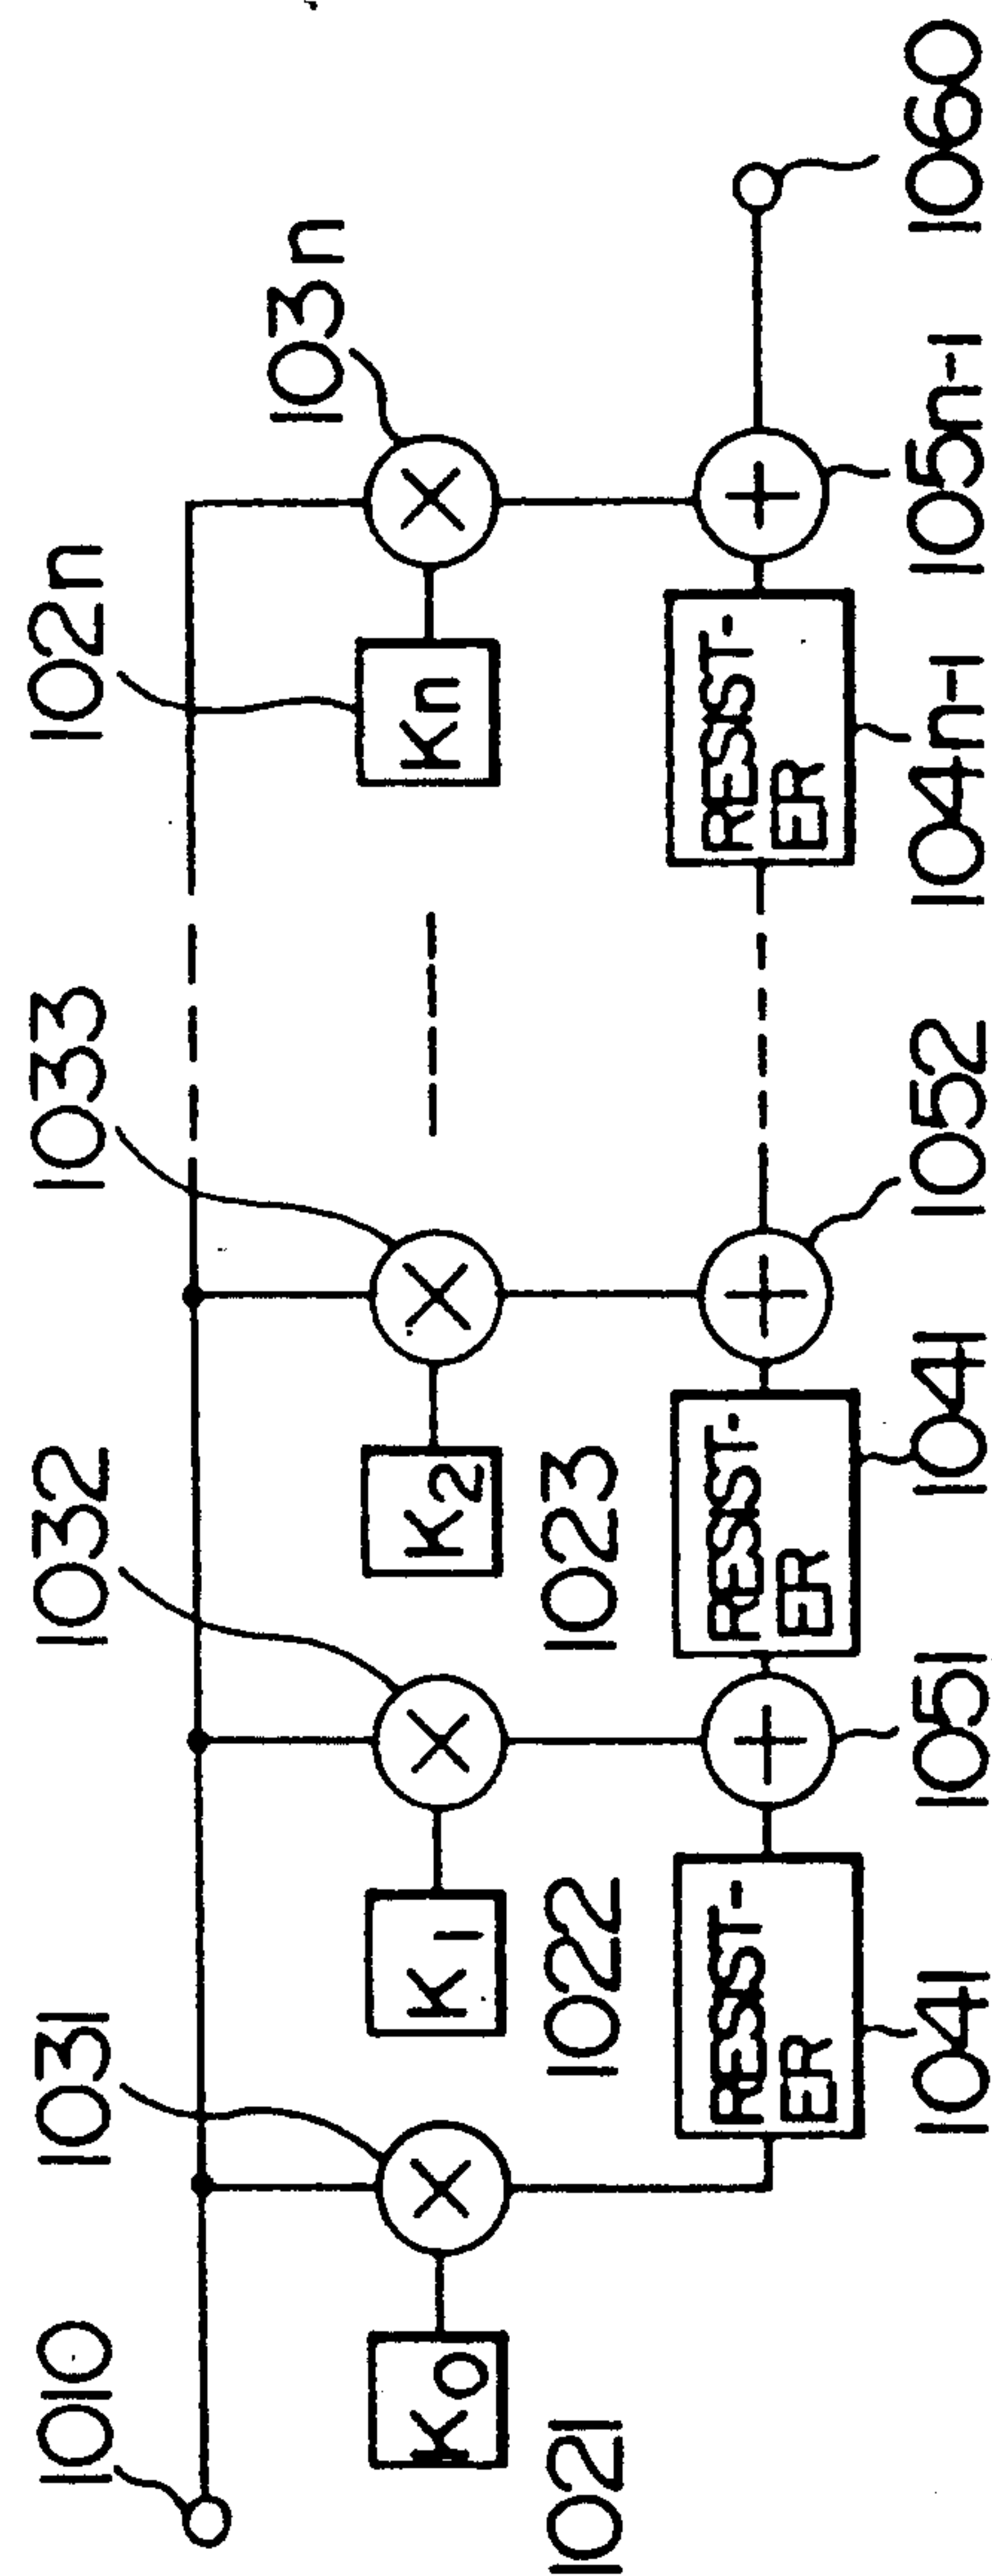 1010
1031
1032
1033
102n
103n
K0
K1
K2
Kn
×
×
×
×
1021
1022
1023
RESIST-
ER
RESIST-
ER
RESIST-
ER
+
+
+
1041
1051
1041
1052
104n-1
105n-1
1060